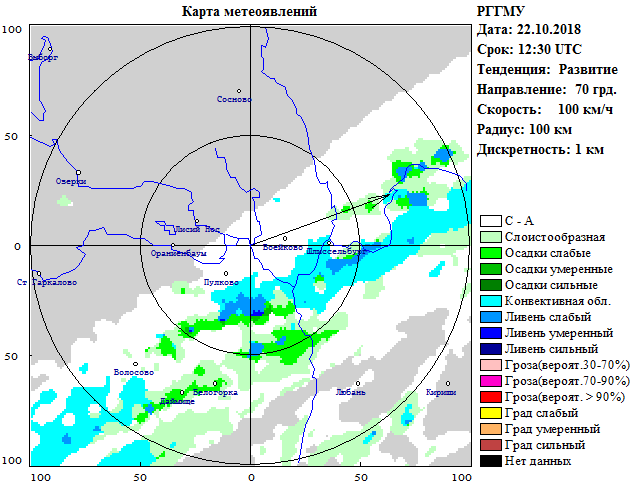 Карта метеоявлений
РГГМУ
Дата: 22.10.2018
Срок: 12:30 UTC
Тенденция: Развитие
Направление: 70 грд.
Скорость: 100 км/ч
Радиус: 100 км
Дискретность: 1 км
100
50
0
50
100
100
50
0
50
100
Выборг
Сосново
Озерки
Лисий Нос
Ораниенбаум
Воейково
Шлиссельбург
Ст Гаркалово
Пулково
Волосово
Белогорка
Любань
Кириши
С - А
Слоистообразная
Осадки слабые
Осадки умеренные
Осадки сильные
Конвективная обл.
Ливень слабый
Ливень умеренный
Ливень сильный
Гроза(вероят.30-70%)
Гроза(вероят.70-90%)
Гроза(вероят.>90%)
Град слабый
Град умеренный
Град сильный
Нет данных